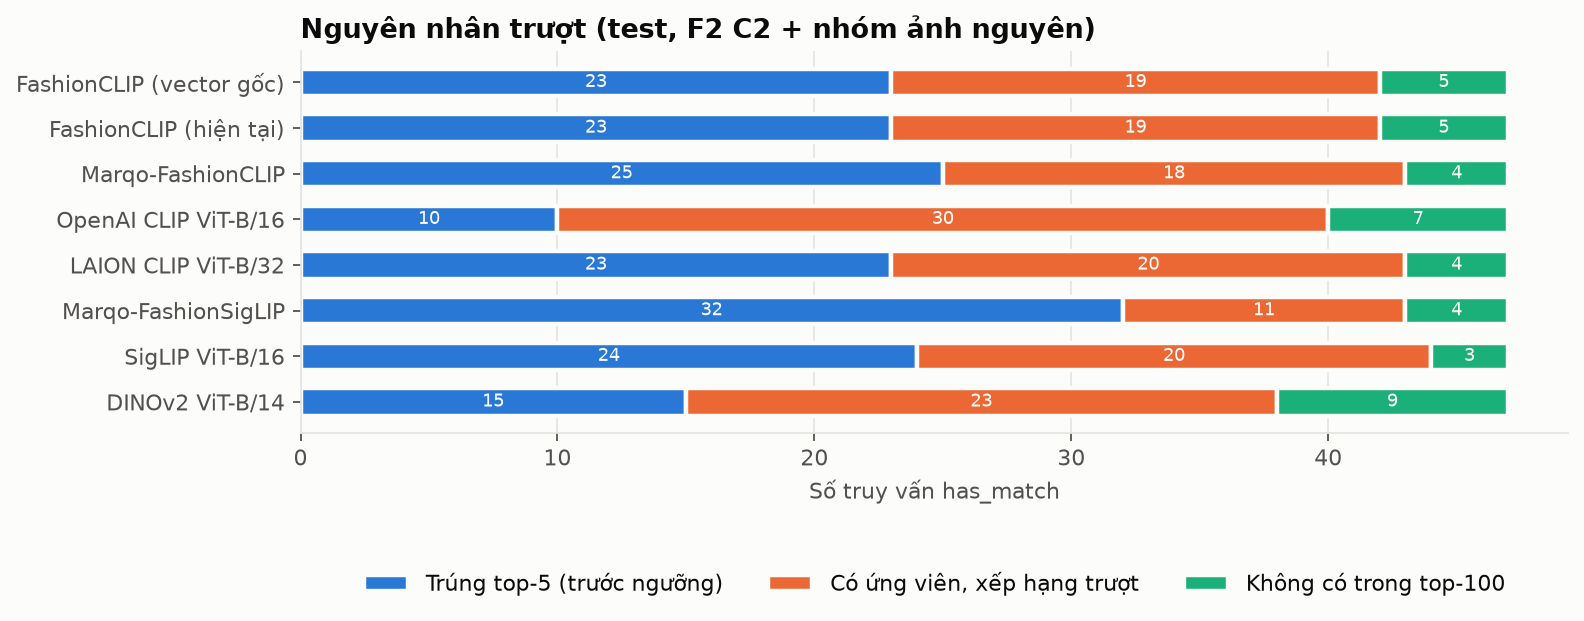 Nguyên nhân trượt (test, F2 C2 + nhóm ảnh nguyên)
FashionCLIP (vector gốc) 23 19 5
FashionCLIP (hiện tại) 23 19 5
Marqo-FashionCLIP 25 18 4
OpenAI CLIP ViT-B/16 10 30 7
LAION CLIP ViT-B/32 23 20 4
Marqo-FashionSigLIP 32 11 4
SigLIP ViT-B/16 24 20 3
DINOv2 ViT-B/14 15 23 9
0 10 20 30 40
Số truy vấn has_match
Trúng top-5 (trước ngưỡng) Có ứng viên, xếp hạng trượt Không có trong top-100